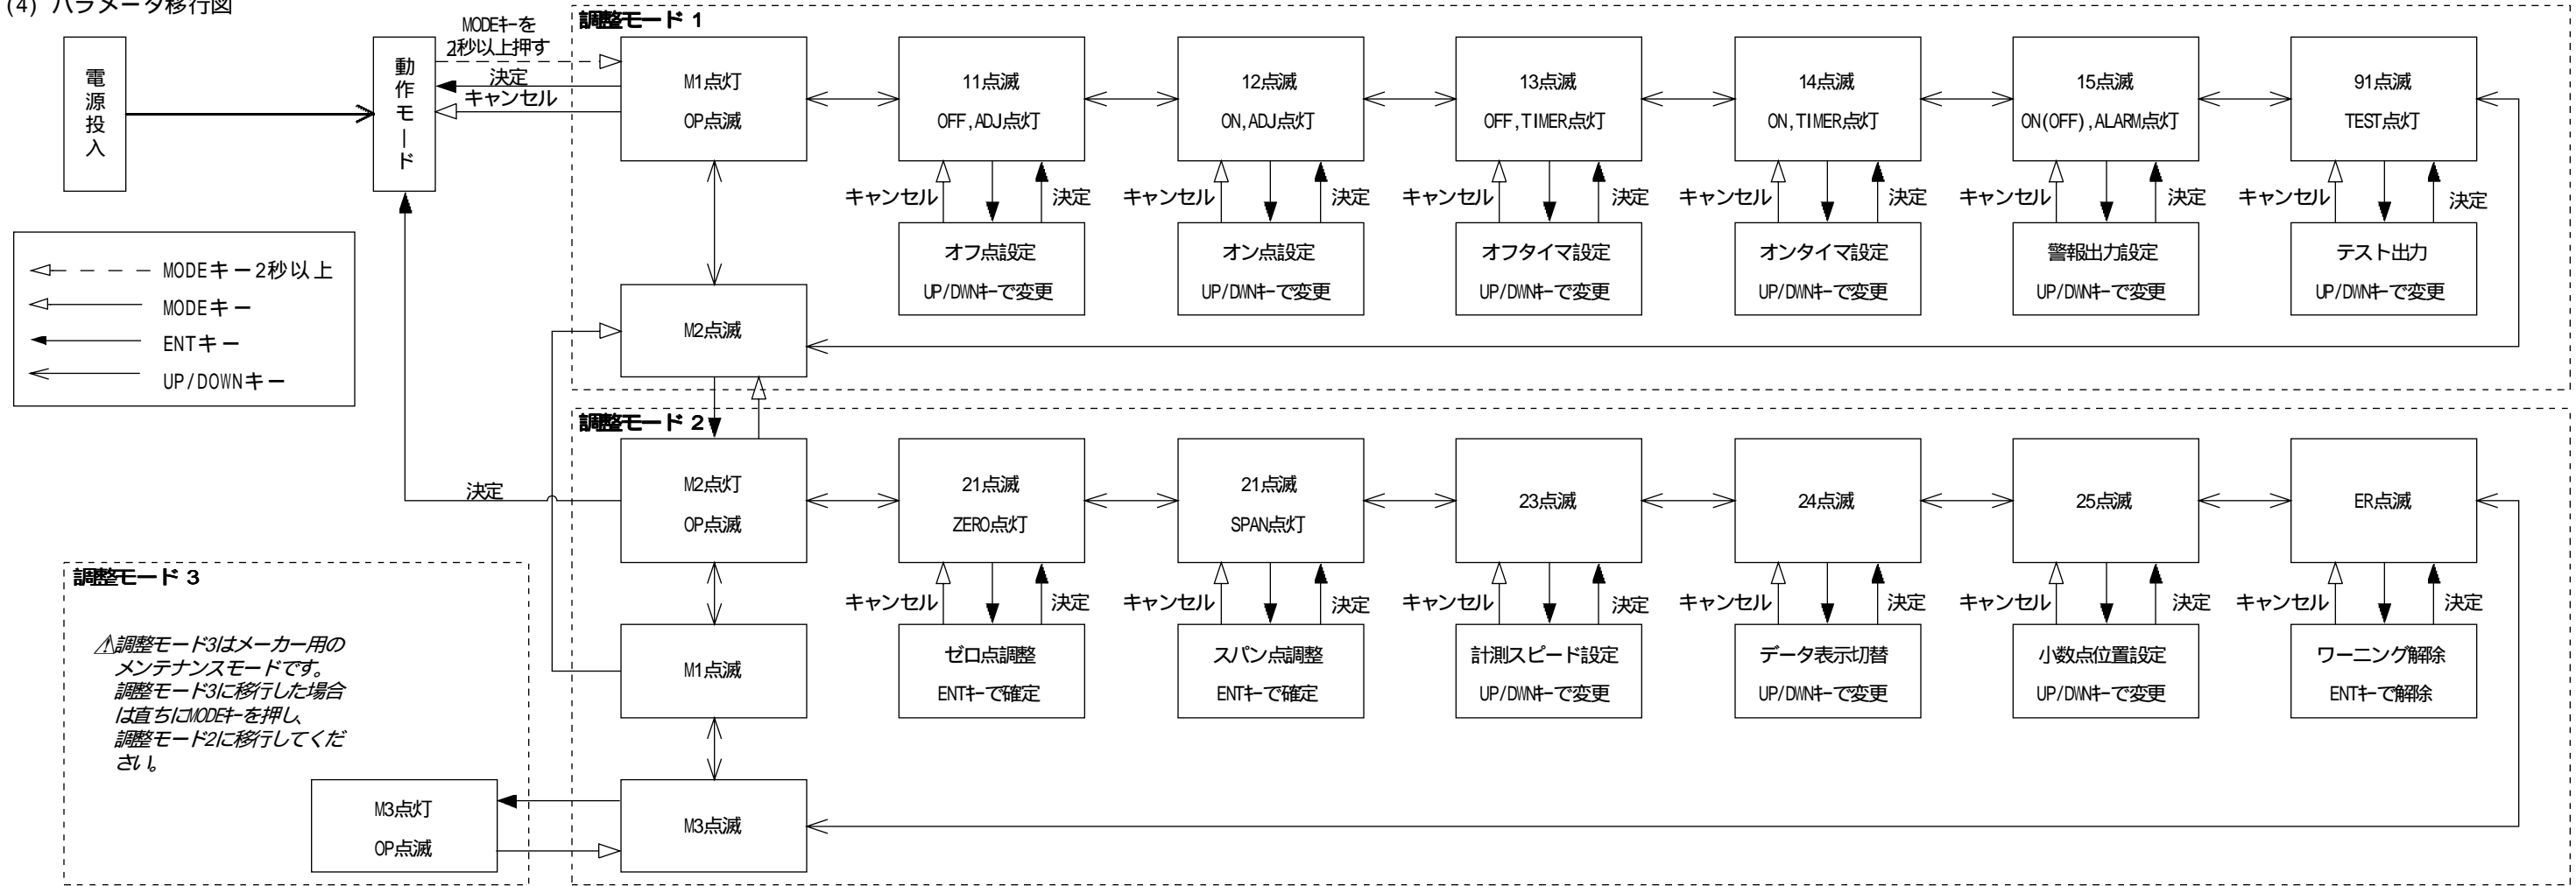 (4) パラメータ移行図
電源投入
動作モード
MODEキーを
2秒以上押す
決定
キャンセル
調整モード 1
M1点灯
OP点滅
11点滅
OFF,ADJ点灯
12点滅
ON,ADJ点灯
13点滅
OFF,TIMER点灯
14点滅
ON,TIMER点灯
15点滅
ON(OFF),ALARM点灯
91点滅
TEST点灯
キャンセル
決定
キャンセル
決定
キャンセル
決定
キャンセル
決定
キャンセル
決定
キャンセル
決定
オフ点設定
UP/DWNキーで変更
オン点設定
UP/DWNキーで変更
オフタイマ設定
UP/DWNキーで変更
オンタイマ設定
UP/DWNキーで変更
警報出力設定
UP/DWNキーで変更
テスト出力
UP/DWNキーで変更
M2点滅
MODEキー2秒以上
MODEキー
ENTキー
UP/DOWNキー
調整モード 2
決定
M2点灯
OP点滅
21点滅
ZERO点灯
21点滅
SPAN点灯
23点滅
24点滅
25点滅
ER点滅
キャンセル
決定
キャンセル
決定
キャンセル
決定
キャンセル
決定
キャンセル
決定
キャンセル
決定
M1点滅
ゼロ点調整
ENTキーで確定
スパン点調整
ENTキーで確定
計測スピード設定
UP/DWNキーで変更
データ表示切替
UP/DWNキーで変更
小数点位置設定
UP/DWNキーで変更
ワーニング解除
ENTキーで解除
M3点滅
調整モード 3
⚠調整モード3はメーカー用の
メンテナンスモードです。
調整モード3に移行した場合
は直ちにMODEキーを押し、
調整モード2に移行してくだ
さい。
M3点灯
OP点滅